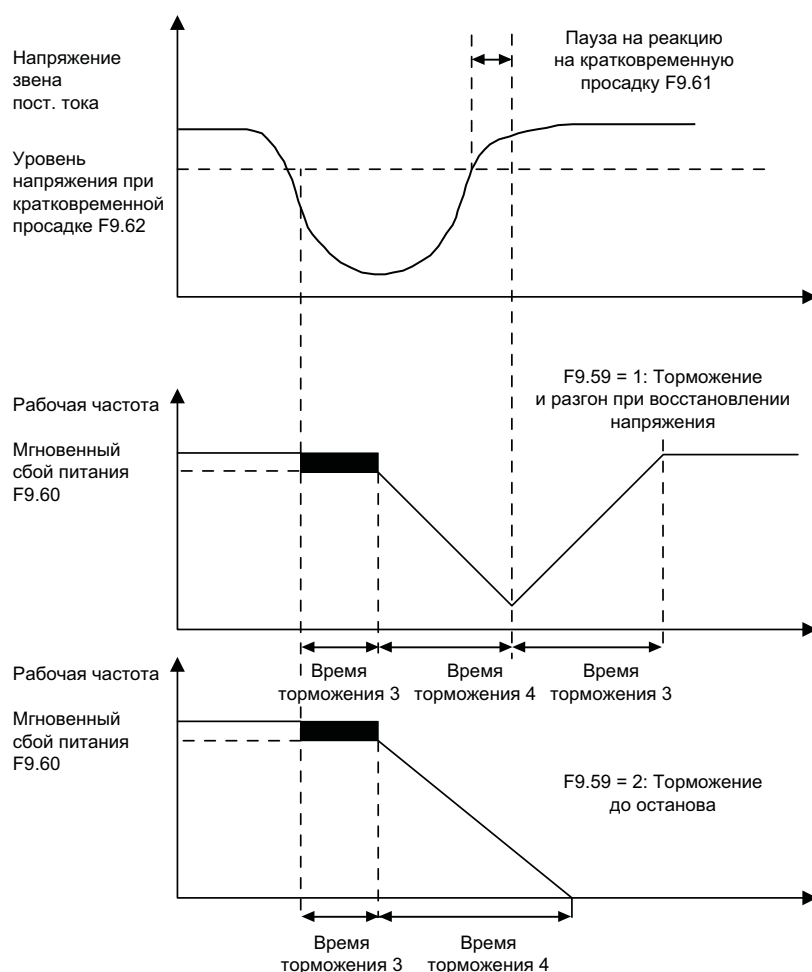 Напряжение
звена
пост. тока
Пауза на реакцию
на кратковременную
просадку F9.61
Уровень
напряжения при
кратковременной
просадке F9.62
F9.59 = 1: Торможение
и разгон при восстановлении
напряжения
Рабочая частота
Мгновенный
сбой питания
F9.60
Время
торможения 3
Время
торможения 4
Время
торможения 3
Рабочая частота
Мгновенный
сбой питания
F9.60
F9.59 = 2: Торможение
до останова
Время
торможения 3
Время
торможения 4